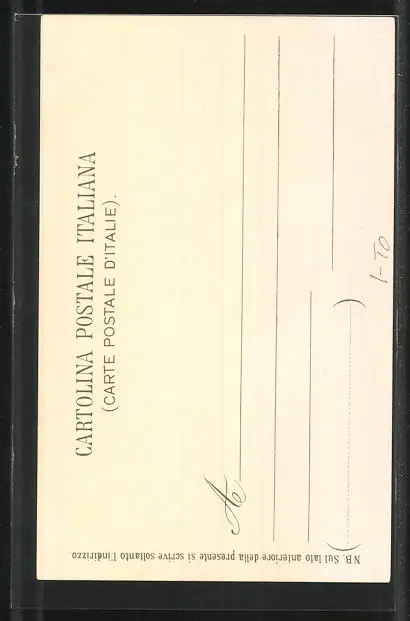 CARTOLINA POSTALE ITALIANA
(CARTE POSTALE D'ITALIE).
A
NB. Sul lato anteriore della presente si scrive soltanto l'indirizzo
I-TO